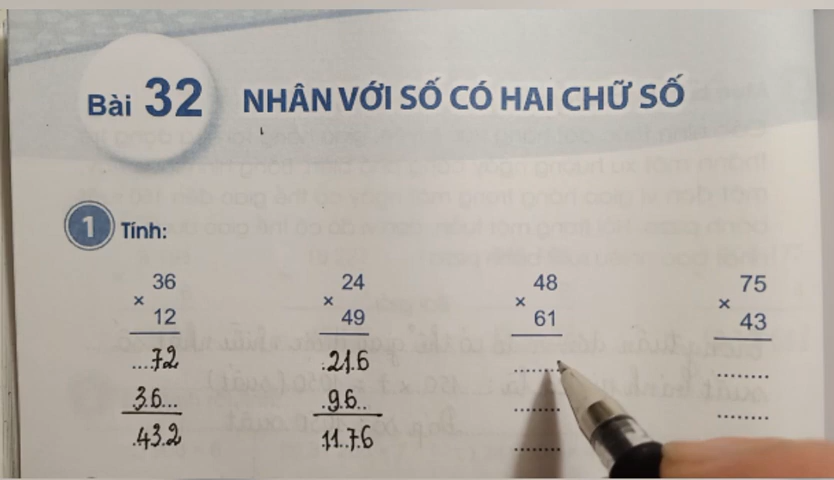 Bài 32 NHÂN VỚI SỐ CÓ HAI CHỮ SỐ
1 Tính:
36 24 48 75
× × × ×
12 49 61 43
72 216
36 96
432 1176